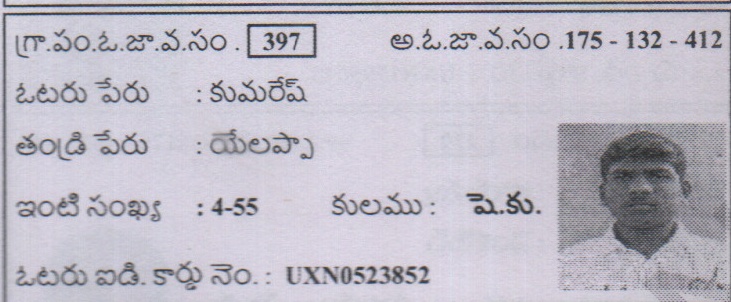 గ్రా.పం.ఓ.జా.వ.సం . 397 అ.ఓ.జా.వ.సం .175 - 132 - 412
ఓటరు పేరు : కుమరేష్
తండ్రి పేరు : యేలప్పా
ఇంటి సంఖ్య : 4-55 కులము : షె.కు.
ఓటరు ఐడి. కార్డు నెం. : UXN0523852